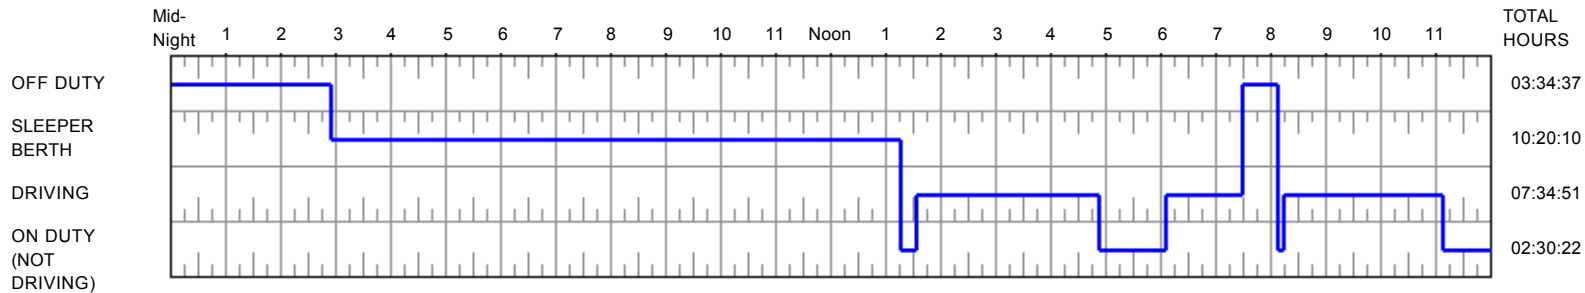 Mid-
Night 1 2 3 4 5 6 7 8 9 10 11 Noon 1 2 3 4 5 6 7 8 9 10 11
TOTAL
HOURS
OFF DUTY 03:34:37
SLEEPER
BERTH 10:20:10
DRIVING 07:34:51
ON DUTY
(NOT
DRIVING) 02:30:22